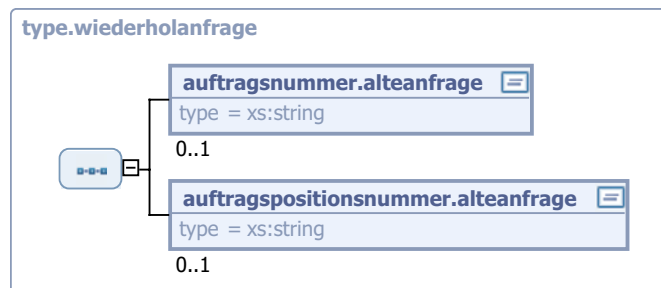 type.wiederholanfrage
auftragsnummer.alteanfrage
type = xs:string
0..1
auftragspositionsnummer.alteanfrage
type = xs:string
0..1